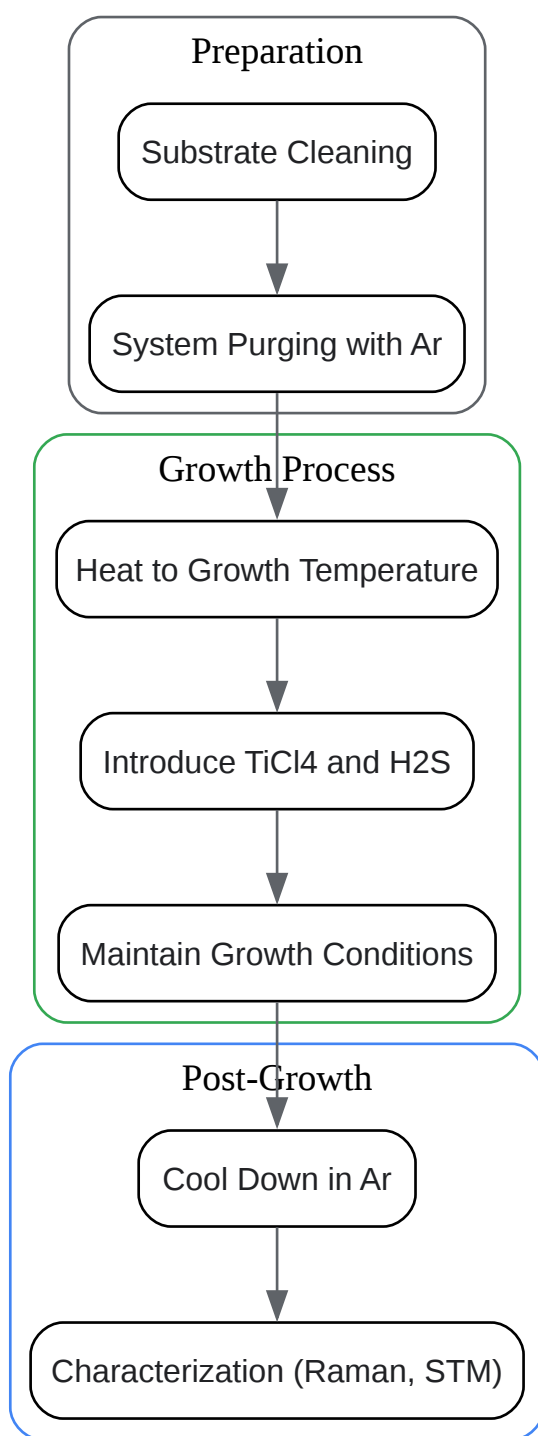 Preparation
Substrate Cleaning
System Purging with Ar
Growth Process
Heat to Growth Temperature
Introduce TiCl4 and H2S
Maintain Growth Conditions
Post-Growth
Cool Down in Ar
Characterization (Raman, STM)